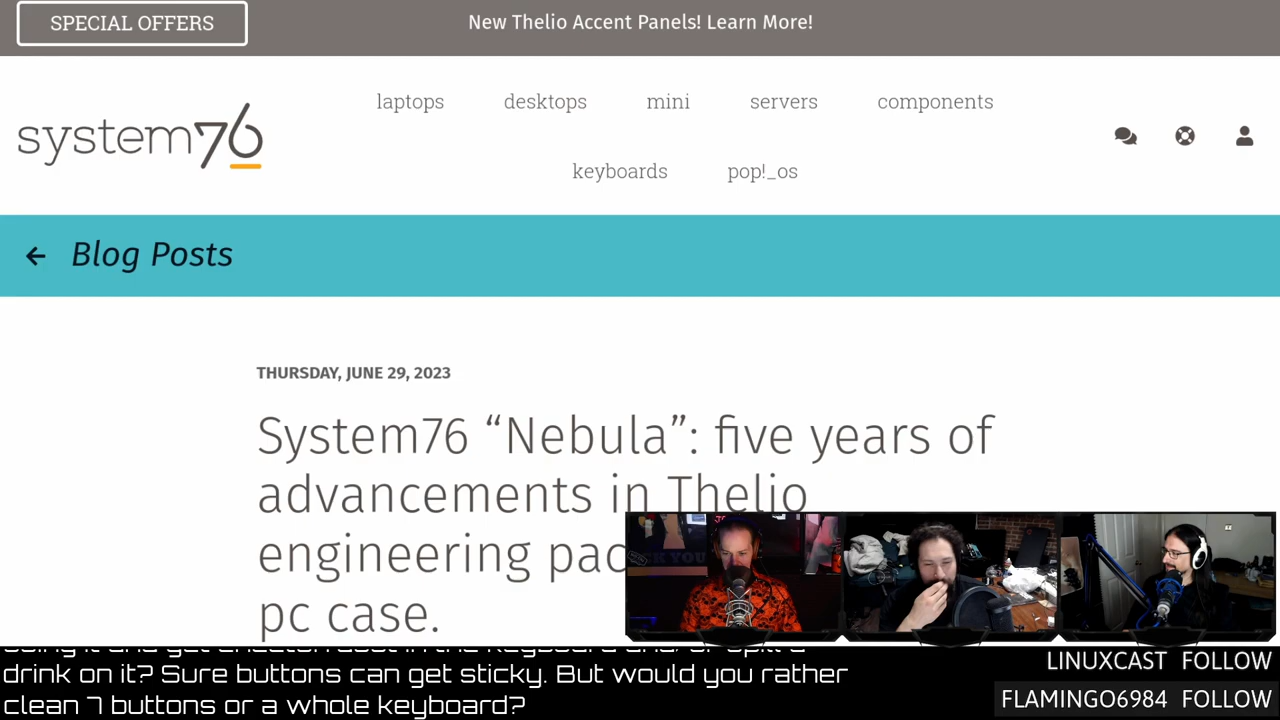 SPECIAL OFFERS
New Thelio Accent Panels! Learn More!
system76
laptops desktops mini servers components
keyboards pop!_os
Blog Posts
THURSDAY, JUNE 29, 2023
System76 “Nebula”: five years of
advancements in Thelio
engineering
pc case.
drink on it? Sure buttons can get sticky. But would you rather
clean 7 buttons or a whole keyboard?
LINUXCAST FOLLOW
FLAMINGO6984 FOLLOW